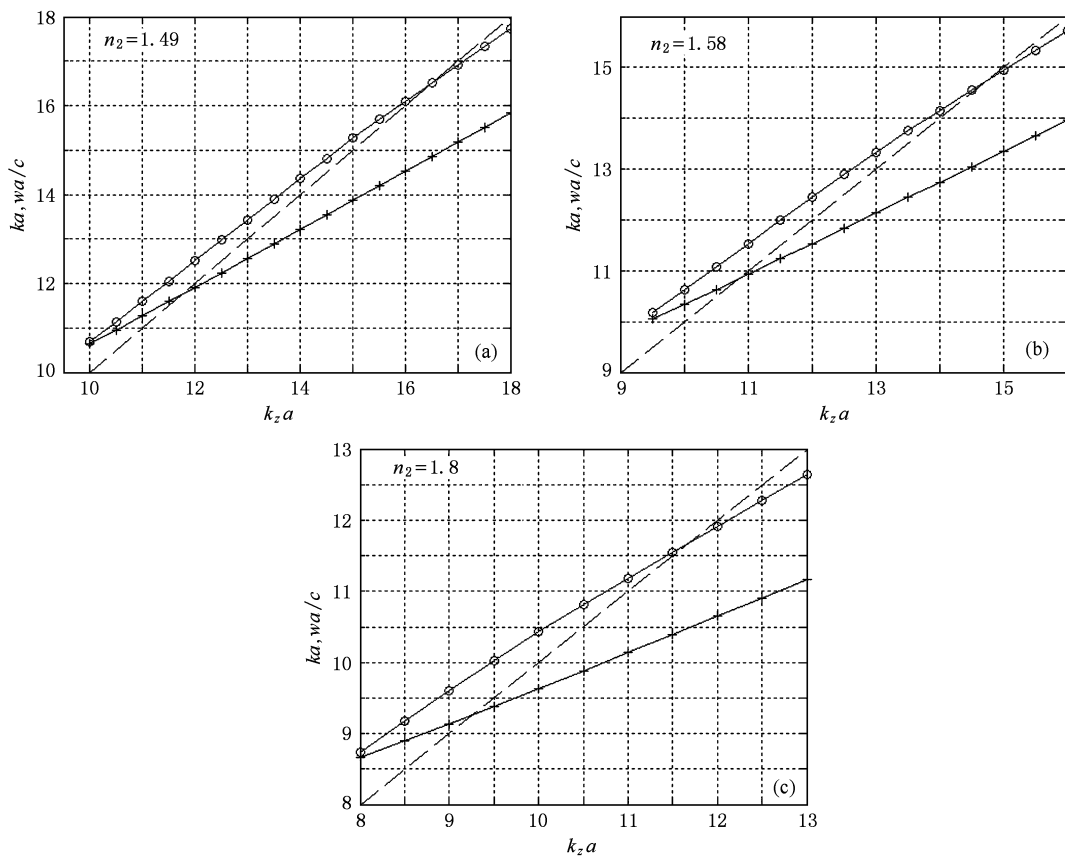 n₂=1.49
18
16
14
12
10
ka, wa/c
10 12 14 16 18
k_z a
(a)
n₂=1.58
15
13
11
9
ka, wa/c
9 11 13 15
k_z a
(b)
n₂=1.8
13
12
11
10
9
8
ka, wa/c
8 9 10 11 12 13
k_z a
(c)